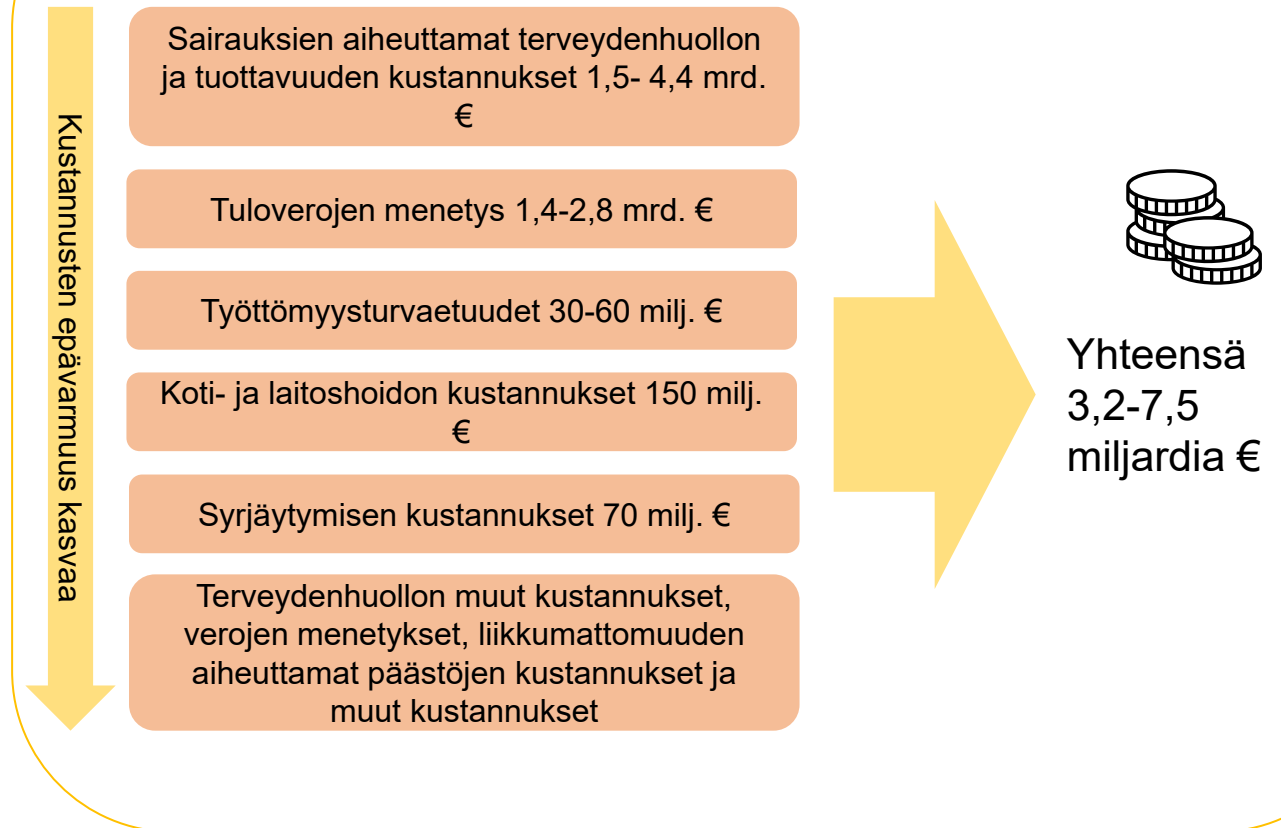 Kustannusten epävarmuus kasvaa
Sairauksien aiheuttamat terveydenhuollon
ja tuottavuuden kustannukset 1,5- 4,4 mrd.
€
Tuloverojen menetys 1,4-2,8 mrd. €
Työttömyysturvaetuudet 30-60 milj. €
Koti- ja laitoshoidon kustannukset 150 milj.
€
Syrjäytymisen kustannukset 70 milj. €
Terveydenhuollon muut kustannukset,
verojen menetykset, liikkumattomuuden
aiheuttamat päästöjen kustannukset ja
muut kustannukset
Yhteensä
3,2-7,5
miljardia €